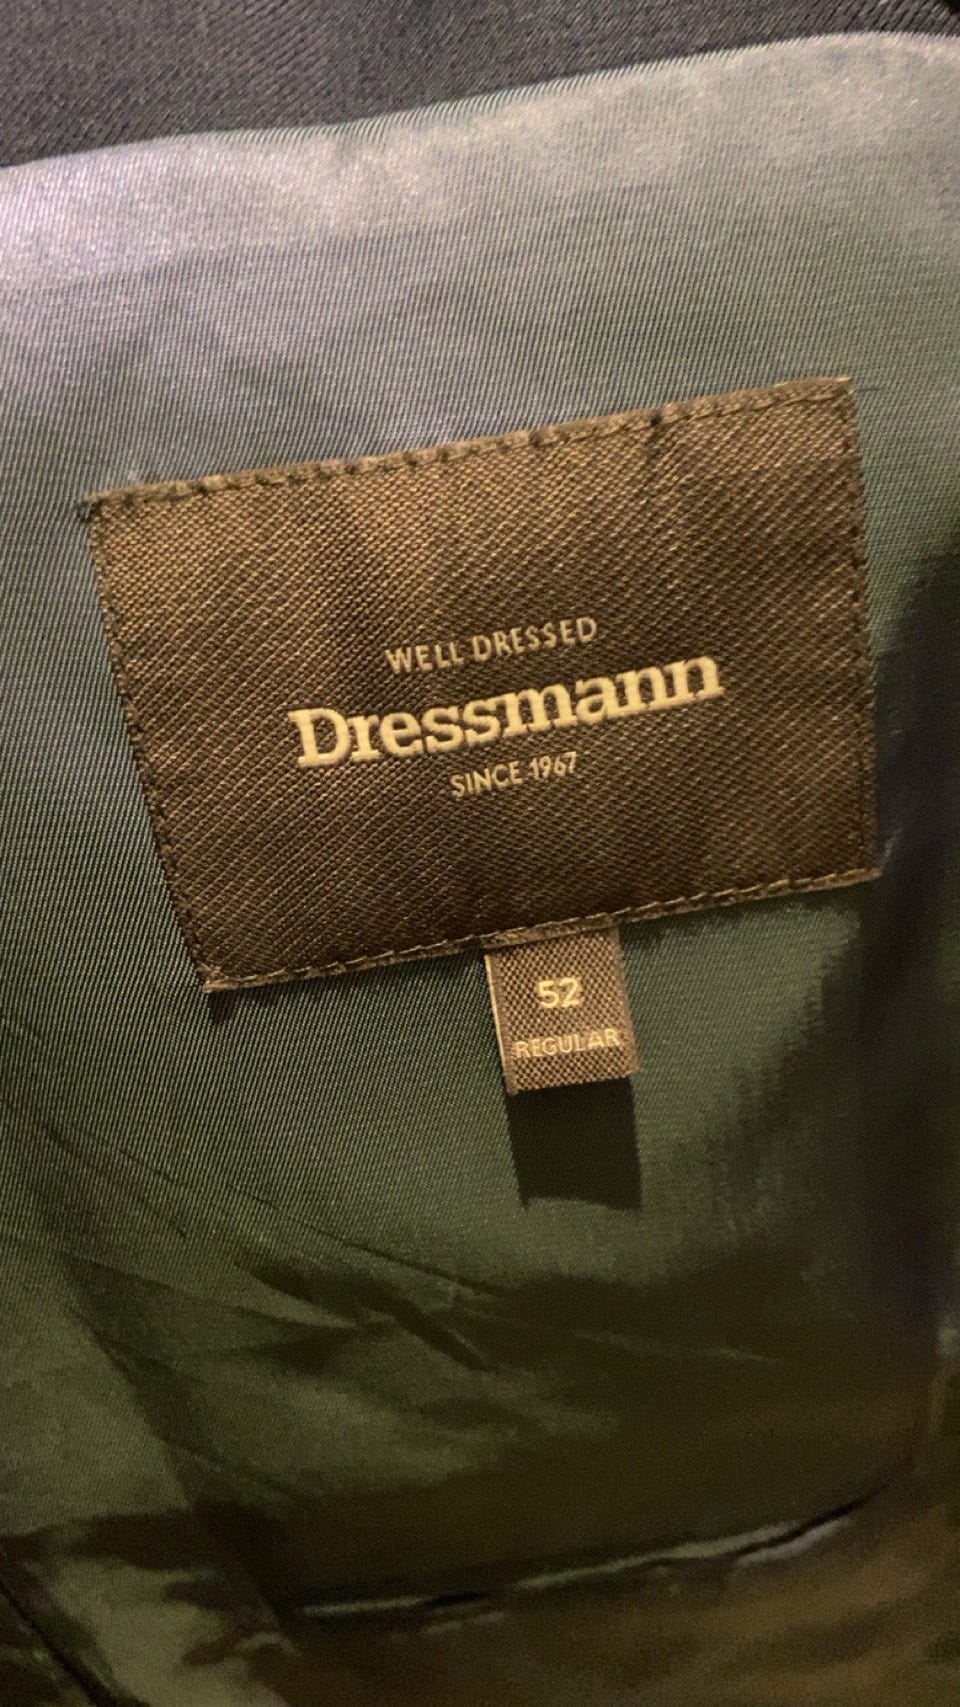 WELL DRESSED
Dressmann
SINCE 1967
52
REGULAR